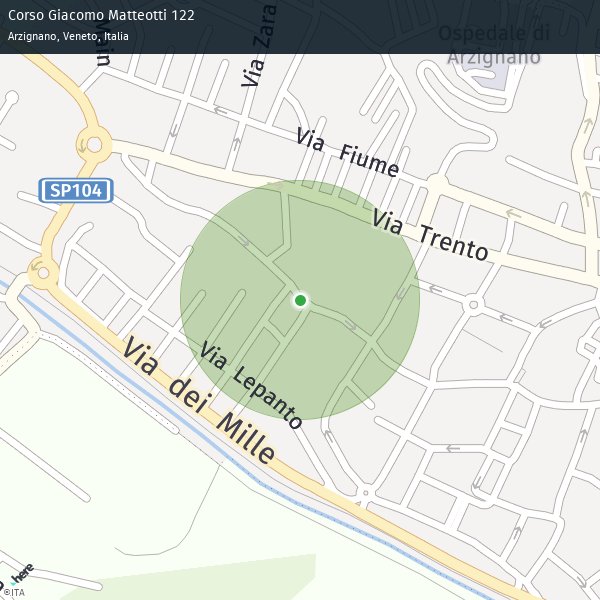 Corso Giacomo Matteotti 122
Arzignano, Veneto, Italia
Main
Via Zara
Ospedale di
Arzignano
Via Fiume
SP104
Via Trento
Via Lepanto
Via dei Mille
here
©ITA